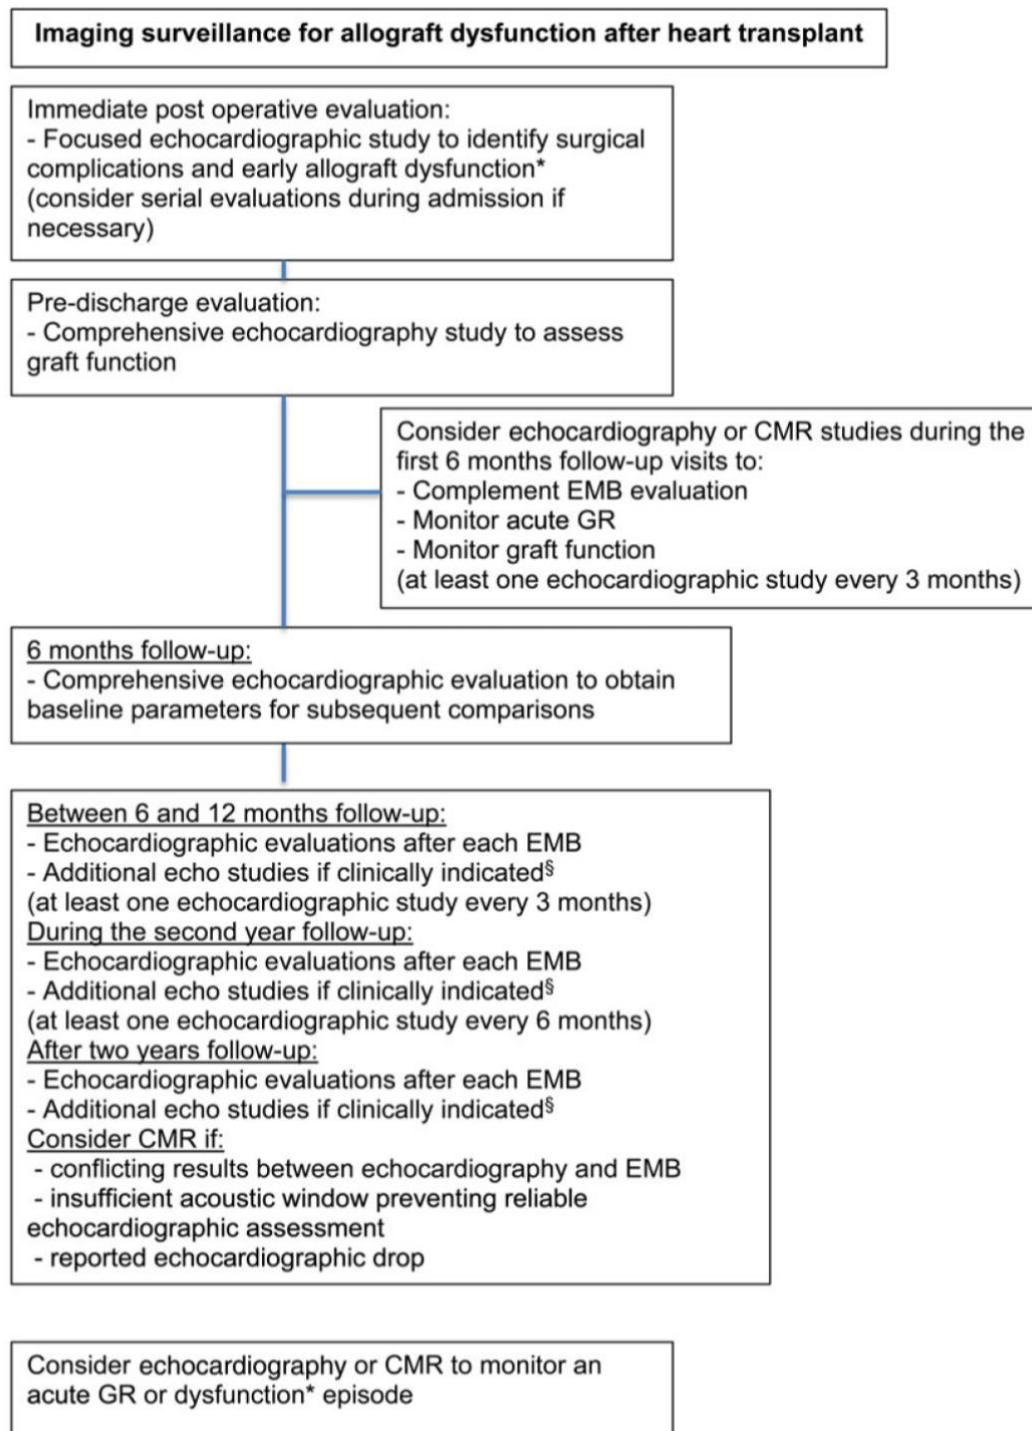 Imaging surveillance for allograft dysfunction after heart transplant
Immediate post operative evaluation:
- Focused echocardiographic study to identify surgical
complications and early allograft dysfunction*
(consider serial evaluations during admission if
necessary)
Pre-discharge evaluation:
- Comprehensive echocardiography study to assess
graft function
Consider echocardiography or CMR studies during the
first 6 months follow-up visits to:
- Complement EMB evaluation
- Monitor acute GR
- Monitor graft function
(at least one echocardiographic study every 3 months)
6 months follow-up:
- Comprehensive echocardiographic evaluation to obtain
baseline parameters for subsequent comparisons
Between 6 and 12 months follow-up:
- Echocardiographic evaluations after each EMB
- Additional echo studies if clinically indicated§
(at least one echocardiographic study every 3 months)
During the second year follow-up:
- Echocardiographic evaluations after each EMB
- Additional echo studies if clinically indicated§
(at least one echocardiographic study every 6 months)
After two years follow-up:
- Echocardiographic evaluations after each EMB
- Additional echo studies if clinically indicated§
Consider CMR if:
- conflicting results between echocardiography and EMB
- insufficient acoustic window preventing reliable
echocardiographic assessment
- reported echocardiographic drop
Consider echocardiography or CMR to monitor an
acute GR or dysfunction* episode